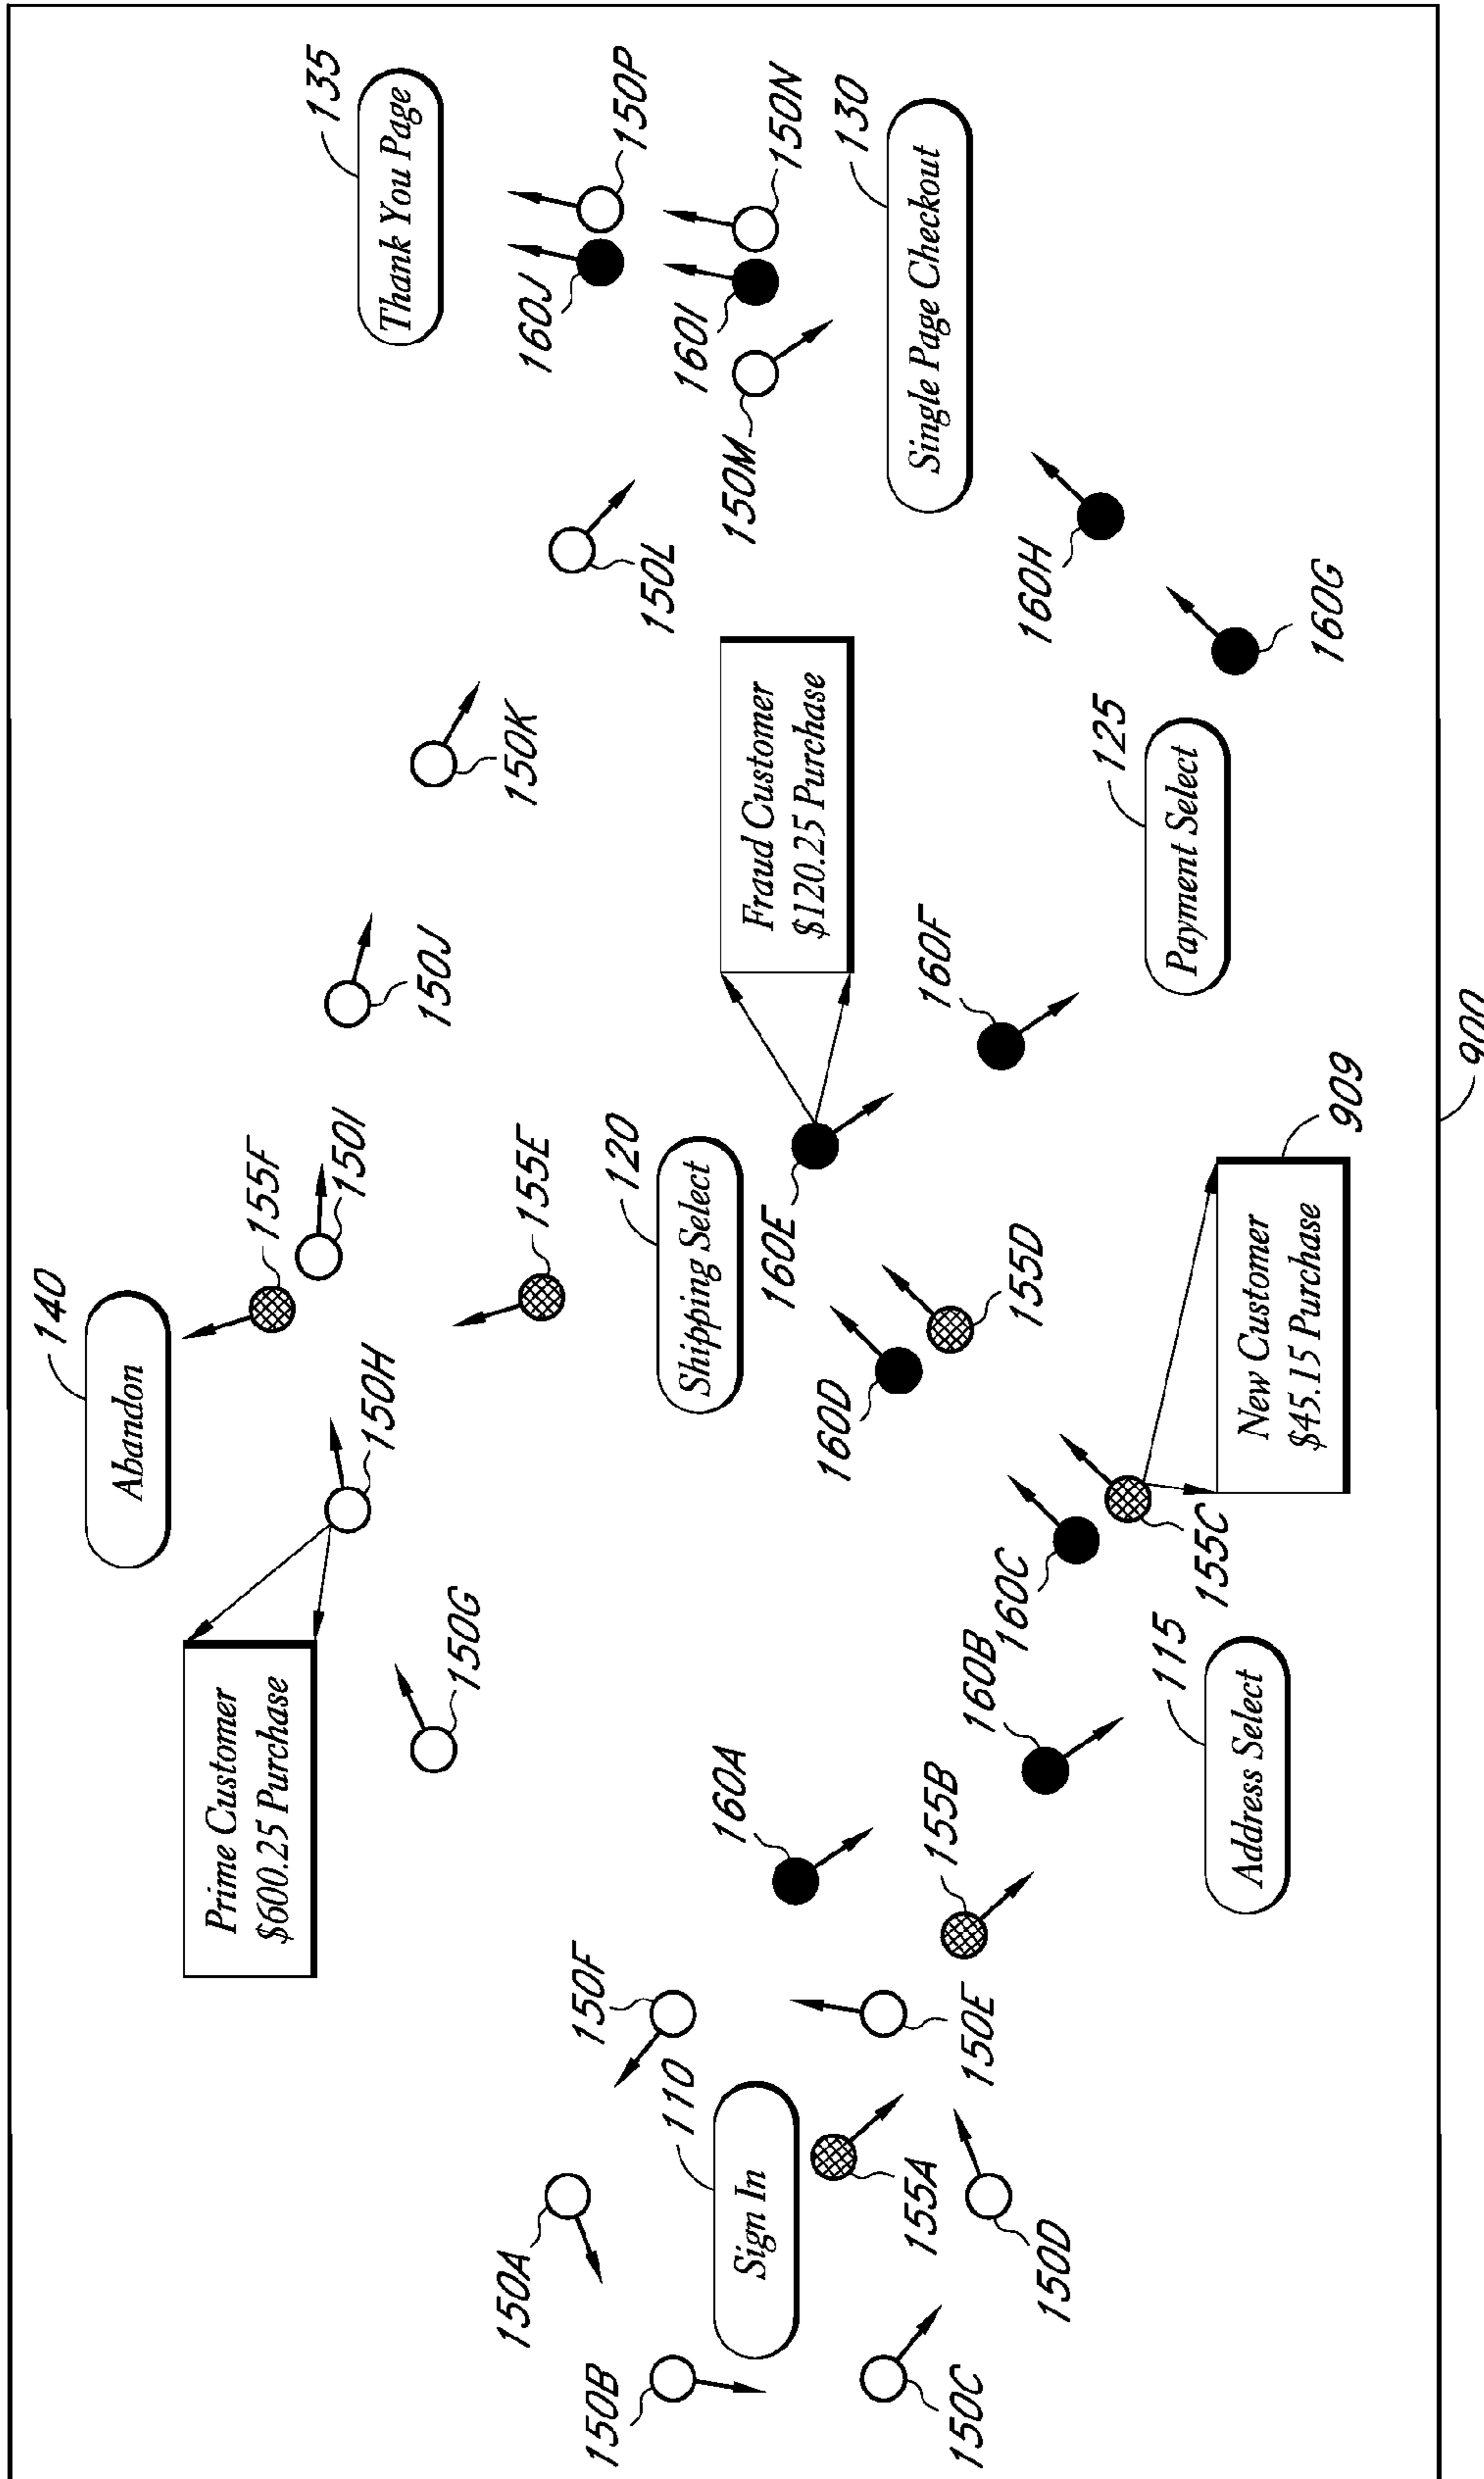 140
Abandon
135
Thank You Page
Prime Customer
$600.25 Purchase
155F
150H
150I
150J
150G
150K
160J
150P
150A
150F
155E
150L
160I
150N
150B
110
Sign In
120
Shipping Select
150M
130
Single Page Checkout
160A
160E
Fraud Customer
$120.25 Purchase
160D
155D
160F
155A
155B
150E
150C
150D
160B
160C
155C
160H
160G
115
Address Select
125
Payment Select
New Customer
$45.15 Purchase
909
900